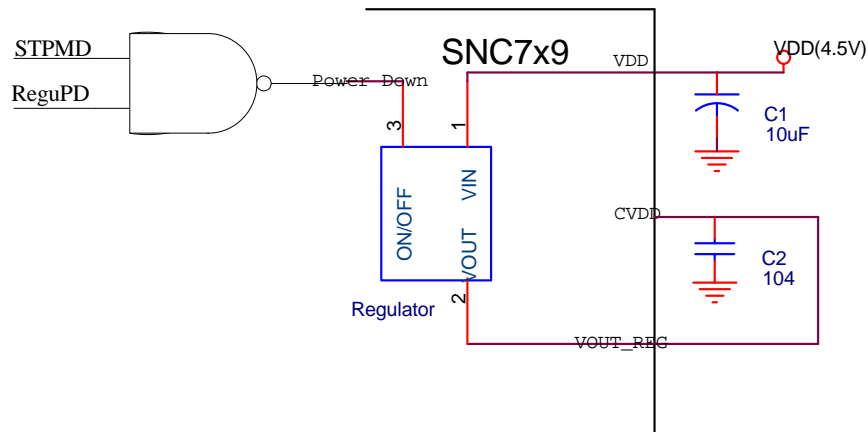 STPMD
ReguPD
Power Down
SNC7x9
VDD
VDD(4.5V)
C1
10uF
3
1
ON/OFF
VIN
VOUT
CVDD
C2
104
Regulator
2
VOUT_REG